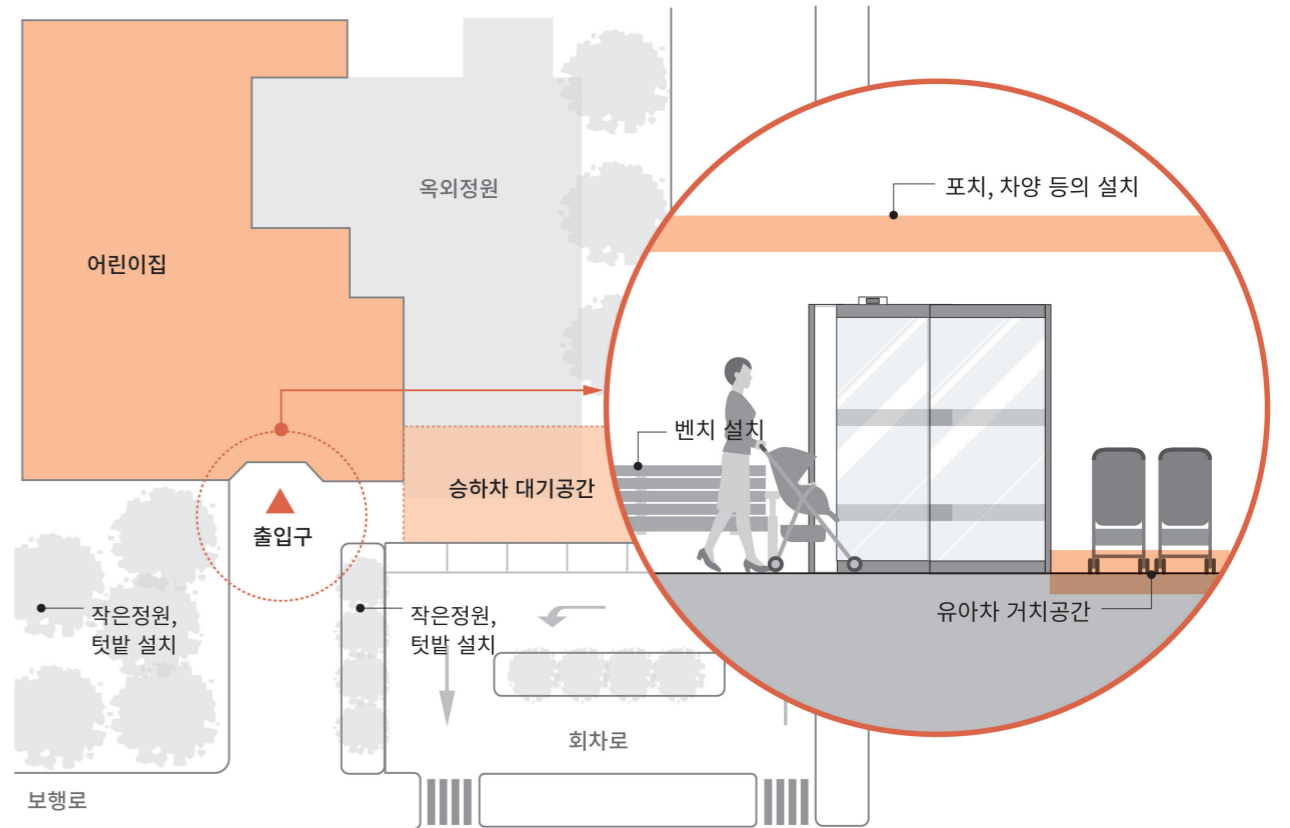 옥외정원
포치, 차양 등의 설치
어린이집
벤치 설치
승하차 대기공간
출입구
작은정원,
텃밭 설치
작은정원,
텃밭 설치
유아차 거치공간
회차로
보행로